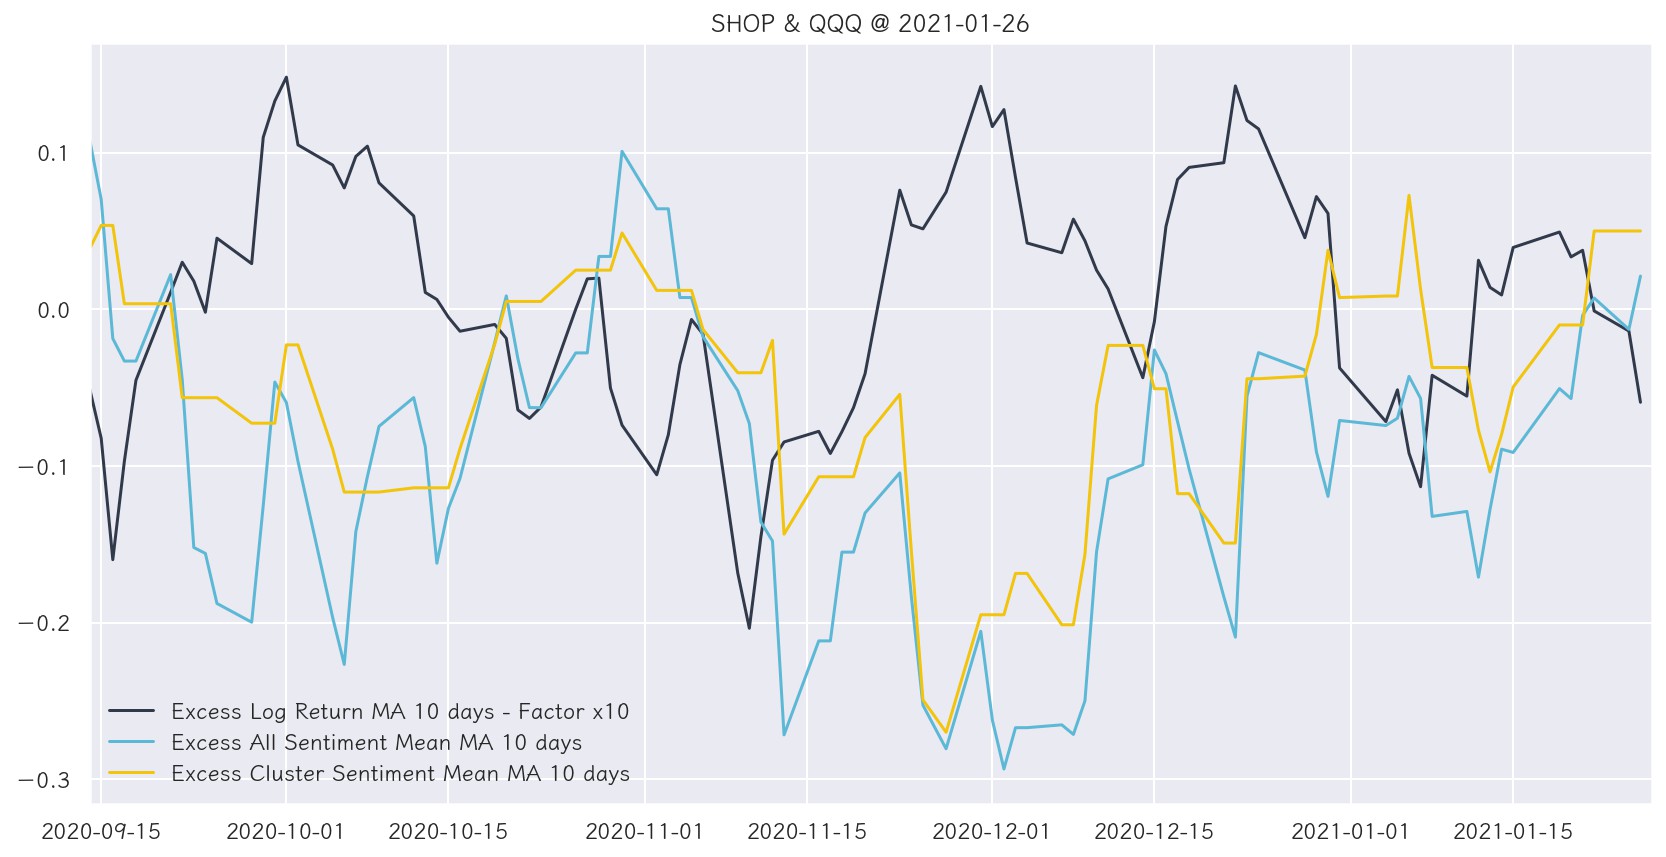 SHOP & QQQ @ 2021-01-26
0.1
0.0
−0.1
−0.2
−0.3
Excess Log Return MA 10 days - Factor x10
Excess All Sentiment Mean MA 10 days
Excess Cluster Sentiment Mean MA 10 days
2020-09-15 2020-10-01 2020-10-15 2020-11-01 2020-11-15 2020-12-01 2020-12-15 2021-01-01 2021-01-15